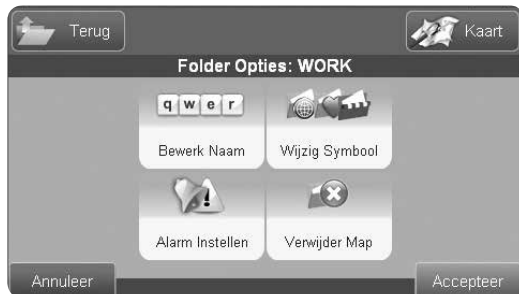 Terug
Kaart
Folder Opties: WORK
q w e r
Bewerk Naam
Wijzig Symbool
Alarm Instellen
Verwijder Map
Annuleer
Accepteer